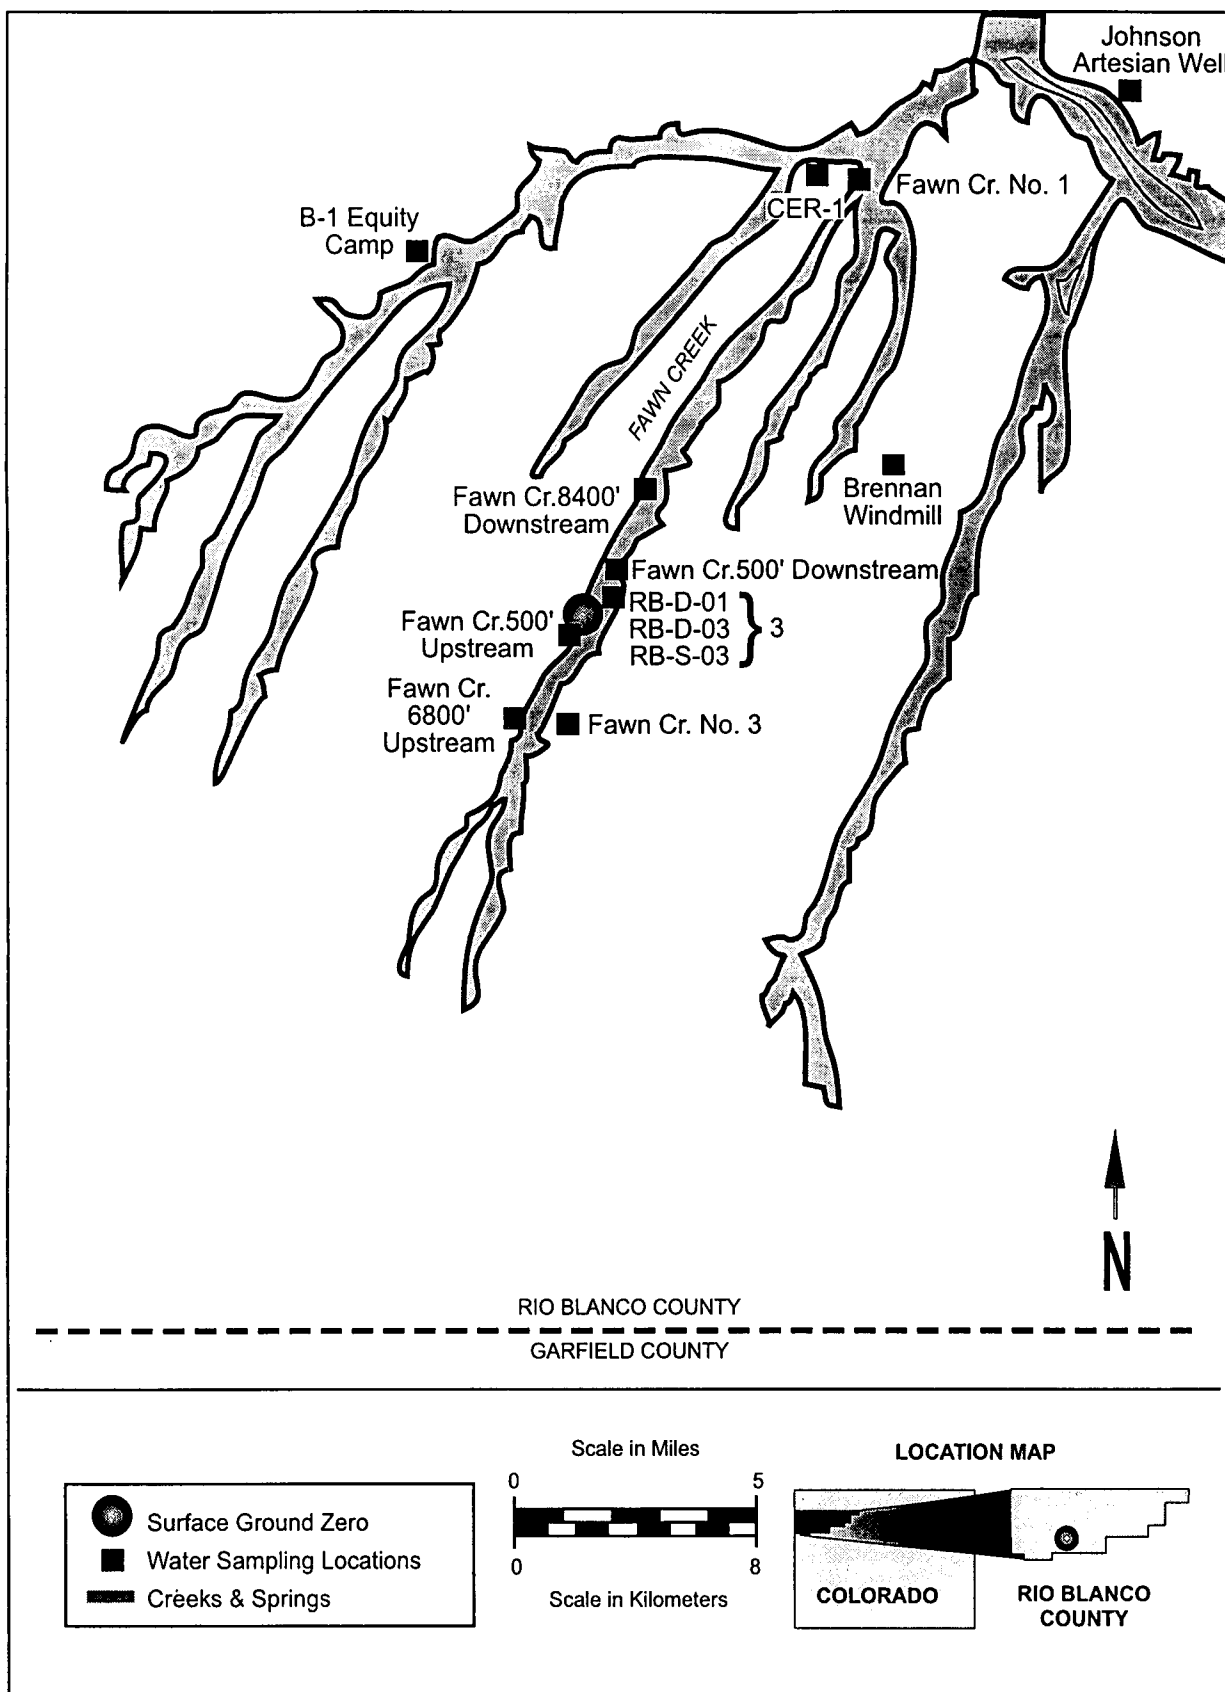 Johnson
Artesian Well
Fawn Cr. No. 1
CER-1
B-1 Equity
Camp
FAWN CREEK
Brennan
Windmill
Fawn Cr.8400'
Downstream
Fawn Cr.500' Downstream
RB-D-01
RB-D-03
RB-S-03
} 3
Fawn Cr.500'
Upstream
Fawn Cr.
6800'
Upstream
Fawn Cr. No. 3
N
RIO BLANCO COUNTY
GARFIELD COUNTY
Surface Ground Zero
Water Sampling Locations
Creeks & Springs
Scale in Miles
0 5
0 8
Scale in Kilometers
LOCATION MAP
COLORADO
RIO BLANCO
COUNTY